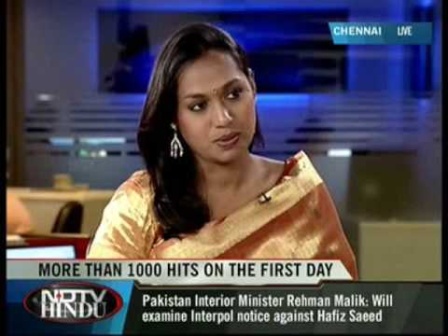 CHENNAI LIVE
MORE THAN 1000 HITS ON THE FIRST DAY
NDTV
HINDU
Pakistan Interior Minister Rehman Malik: Will
examine Interpol notice against Hafiz Saeed